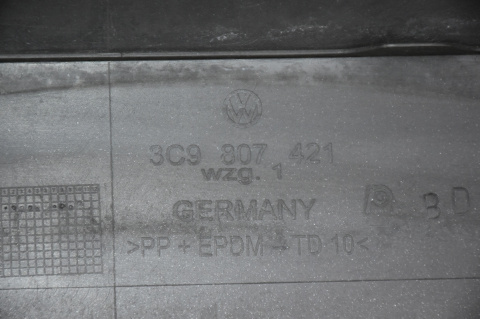 3C9 807 421
wzg. 1
GERMANY
>PP + EPDM - TD 10<